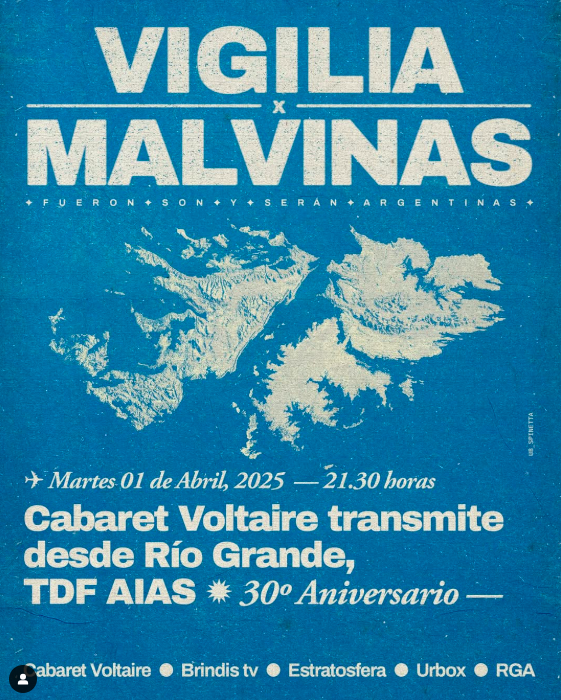 VIGILIA
x
MALVINAS
✦FUERON✦SON✦Y✦SERÁN✦ARGENTINAS✦
UB_SPINETTA
✈ Martes 01 de Abril, 2025 — 21.30 horas
Cabaret Voltaire transmite
desde Río Grande,
TDF AIAS ✹ 30º Aniversario —
Cabaret Voltaire ● Brindis tv ● Estratosfera ● Urbox ● RGA